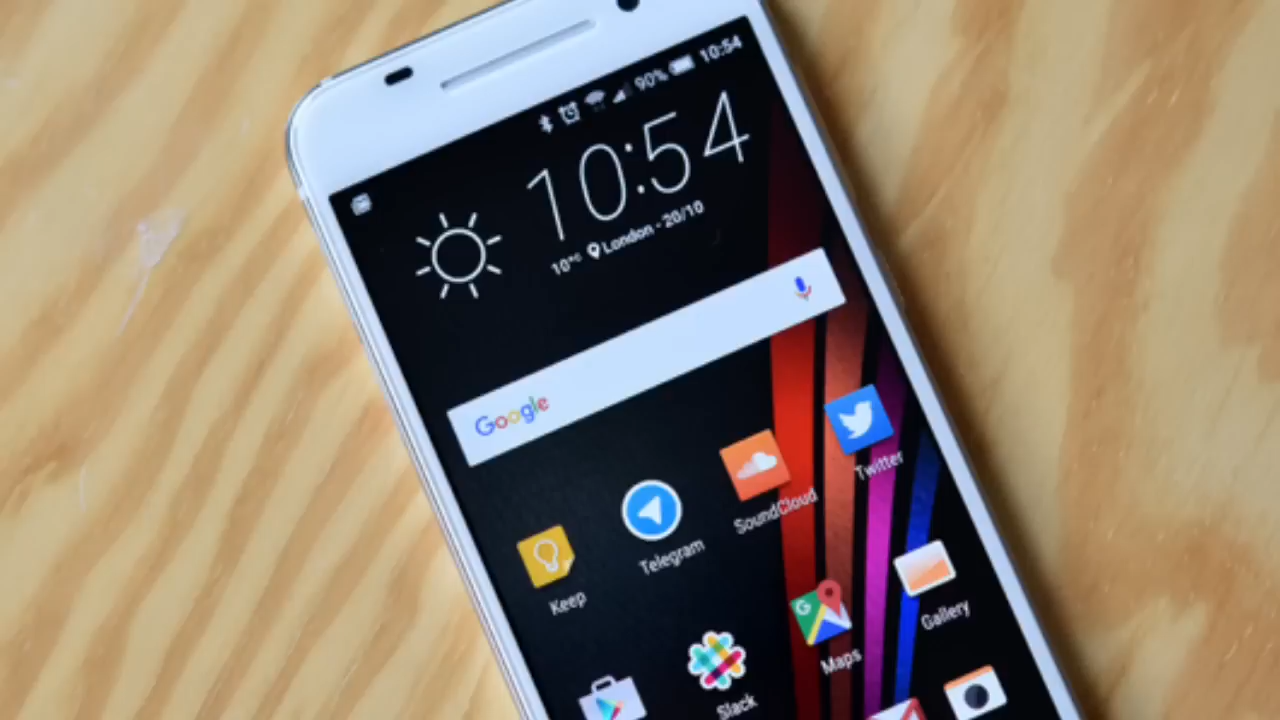 90% 10:54
10:54
10°C London - 20/10
Google
Keep
Telegram
SoundCloud
Twitter
Slack
Maps
Gallery